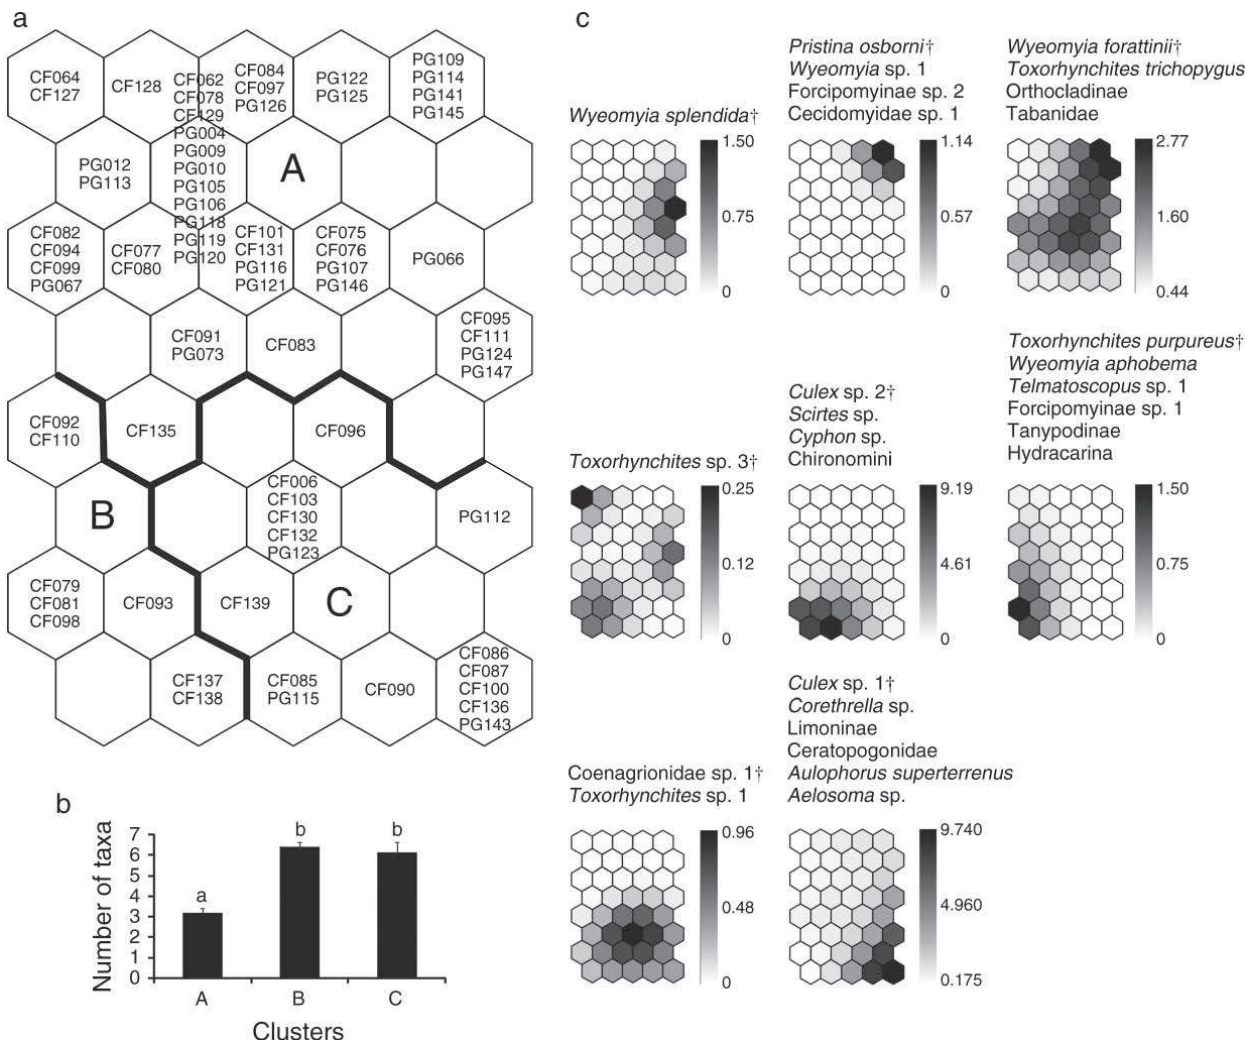 a
CF064
CF127
CF128
CF062
CF078
CF129
PG004
PG009
PG010
PG105
PG106
PG118
PG119
PG120
CF084
CF097
PG126
PG122
PG125
PG109
PG114
PG141
PG145
PG012
PG113
A
CF082
CF094
CF099
PG067
CF077
CF080
CF101
CF131
PG116
PG121
CF075
CF076
PG107
PG146
PG066
CF091
PG073
CF083
CF095
CF111
PG124
PG147
CF092
CF110
CF135
CF096
B
CF006
CF103
CF130
CF132
PG123
PG112
CF079
CF081
CF098
CF093
CF139
C
CF137
CF138
CF085
PG115
CF090
CF086
CF087
CF100
CF136
PG143
b
Number of taxa
7
6
5
4
3
2
1
0
a
b
b
A
B
C
Clusters
c
Wyeomyia splendida†
1.50
0.75
0
Pristina osborni†
Wyeomyia sp. 1
Forcipomyinae sp. 2
Cecidomyidae sp. 1
1.14
0.57
0
Wyeomyia forattinii†
Toxorhynchites trichopygus
Orthocladinae
Tabanidae
2.77
1.60
0.44
Toxorhynchites sp. 3†
0.25
0.12
0
Culex sp. 2†
Scirtes sp.
Cyphon sp.
Chironomini
9.19
4.61
0
Toxorhynchites purpureus†
Wyeomyia aphobema
Telmatoscopus sp. 1
Forcipomyinae sp. 1
Tanypodinae
Hydracarina
1.50
0.75
0
Coenagrionidae sp. 1†
Toxorhynchites sp. 1
0.96
0.48
0
Culex sp. 1†
Corethrella sp.
Limoninae
Ceratopogonidae
Aulophorus superterrenus
Aelosoma sp.
9.740
4.960
0.175